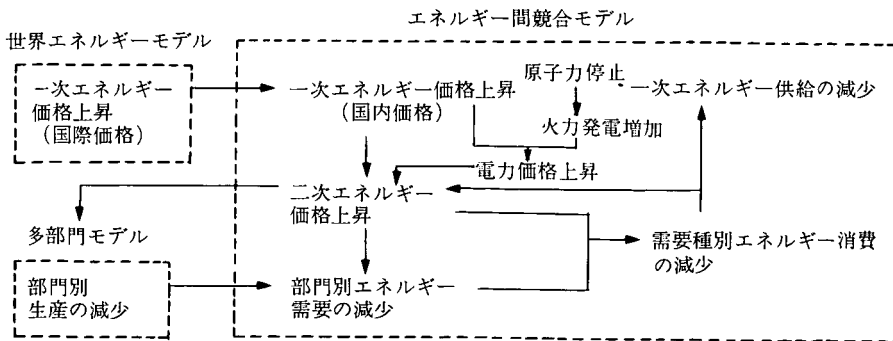 エネルギー間競合モデル
世界エネルギーモデル
一次エネルギー
価格上昇
(国際価格)
一次エネルギー価格上昇
(国内価格)
原子力停止
一次エネルギー供給の減少
火力発電増加
電力価格上昇
二次エネルギー
価格上昇
多部門モデル
需要種別エネルギー消費
の減少
部門別
生産の減少
部門別エネルギー
需要の減少